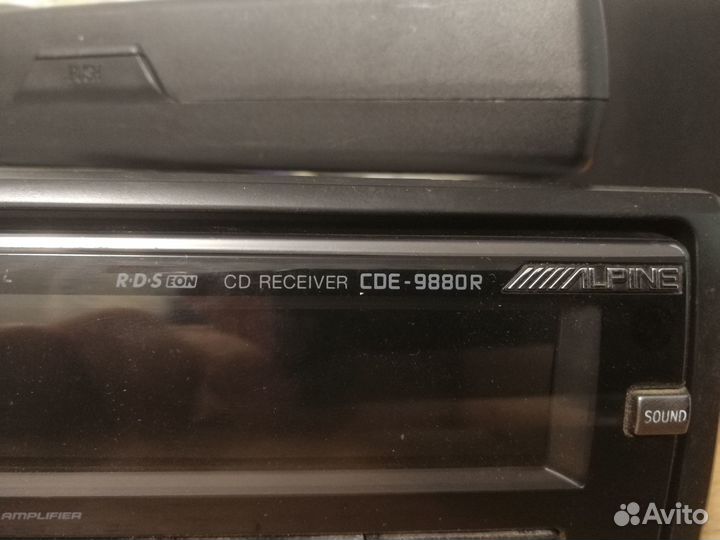 PUSH
R·D·S EON CD RECEIVER CDE-9880R ALPINE
SOUND
AMPLIFIER
Avito